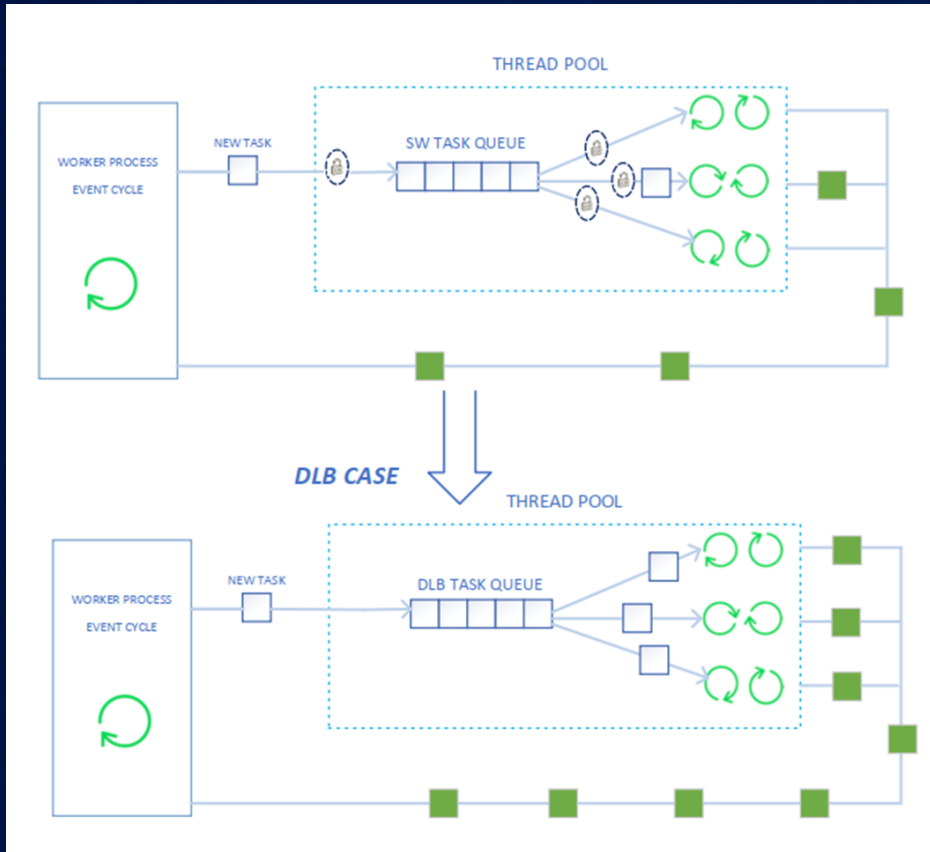 THREAD POOL
NEW TASK
SW TASK QUEUE
WORKER PROCESS
EVENT CYCLE
DLB CASE
THREAD POOL
NEW TASK
DLB TASK QUEUE
WORKER PROCESS
EVENT CYCLE